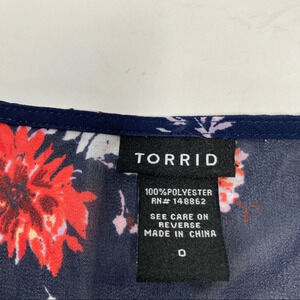 TORRID
100%POLYESTER
RN# 148862
SEE CARE ON
REVERSE
MADE IN CHINA
0